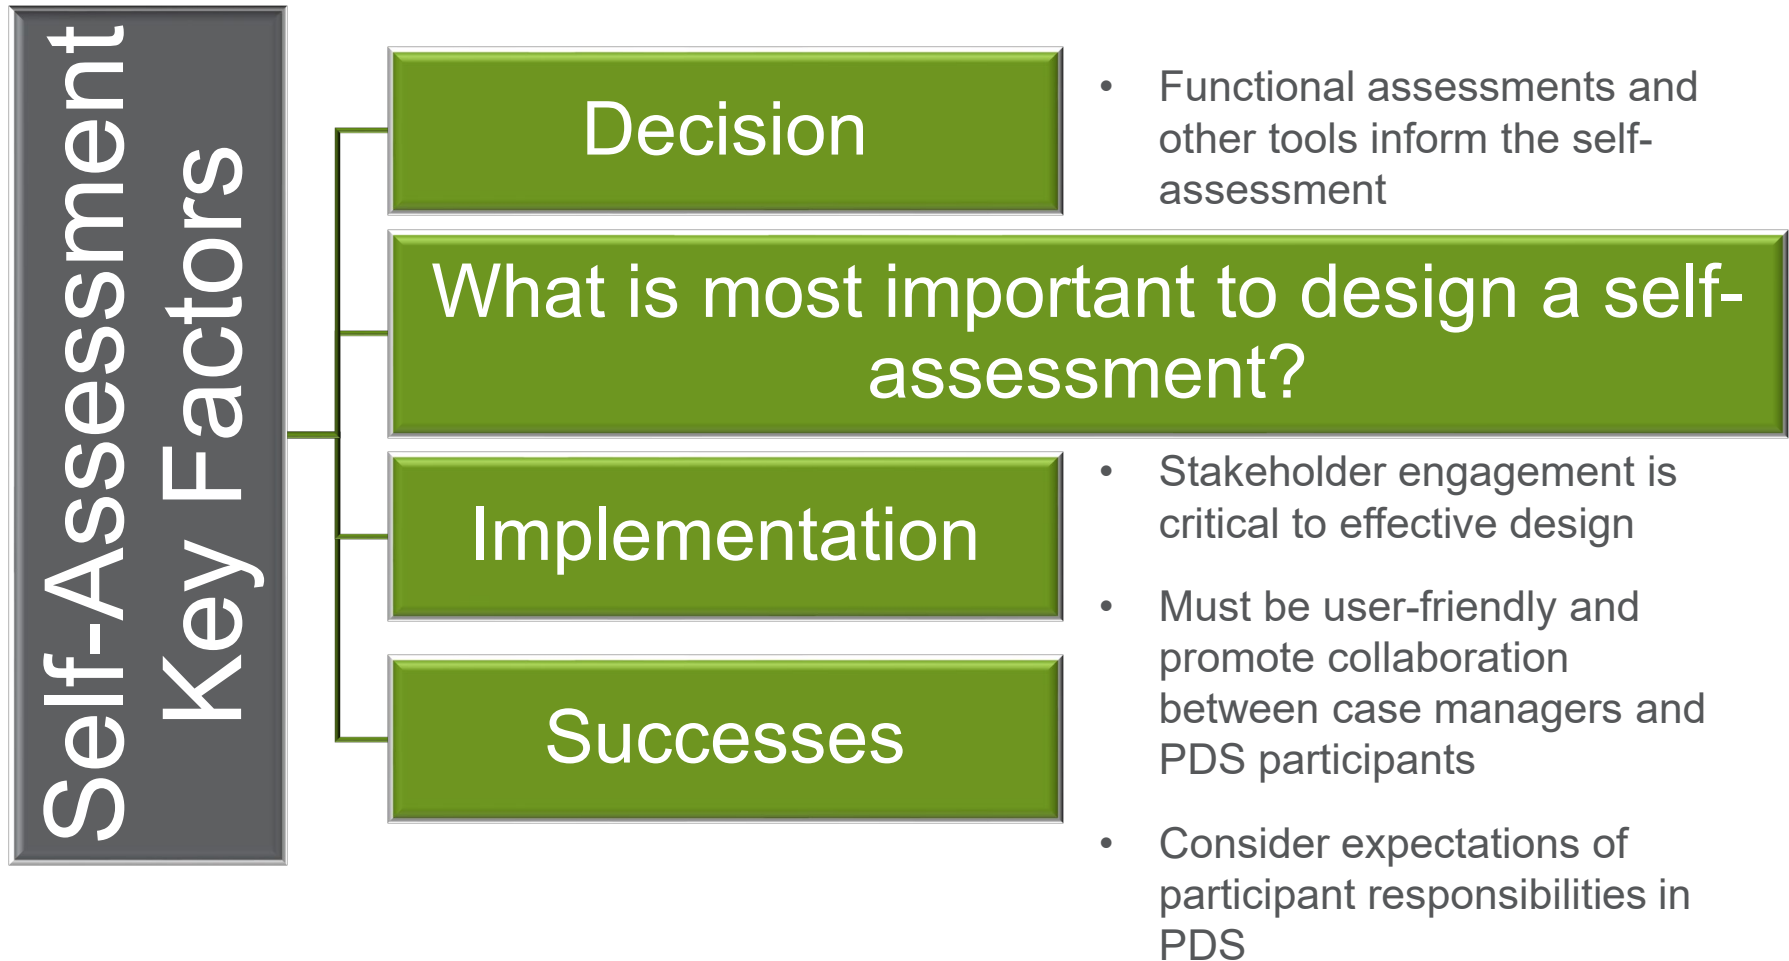 Self-Assessment
Key Factors
Decision
• Functional assessments and
other tools inform the self-
assessment
What is most important to design a self-
assessment?
Implementation
• Stakeholder engagement is
critical to effective design
• Must be user-friendly and
promote collaboration
between case managers and
PDS participants
Successes
• Consider expectations of
participant responsibilities in
PDS